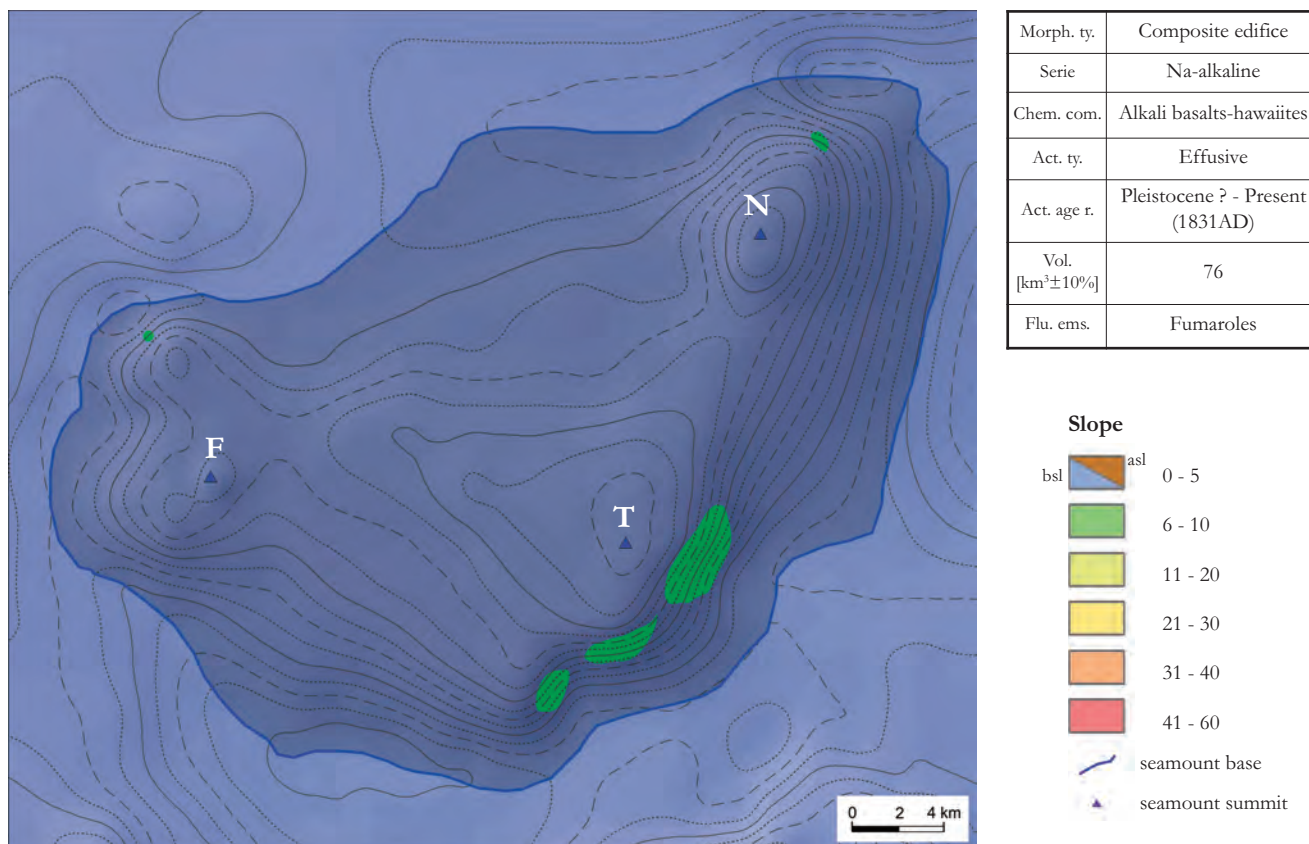 N
F
T
0 2 4 km
Morph. ty. Composite edifice
Serie Na-alkaline
Chem. com. Alkali basalts-hawaiites
Act. ty. Effusive
Act. age r. Pleistocene ? - Present
(1831AD)
Vol.
[km³±10%] 76
Flu. ems. Fumaroles
Slope
bsl asl 0 - 5
6 - 10
11 - 20
21 - 30
31 - 40
41 - 60
seamount base
seamount summit